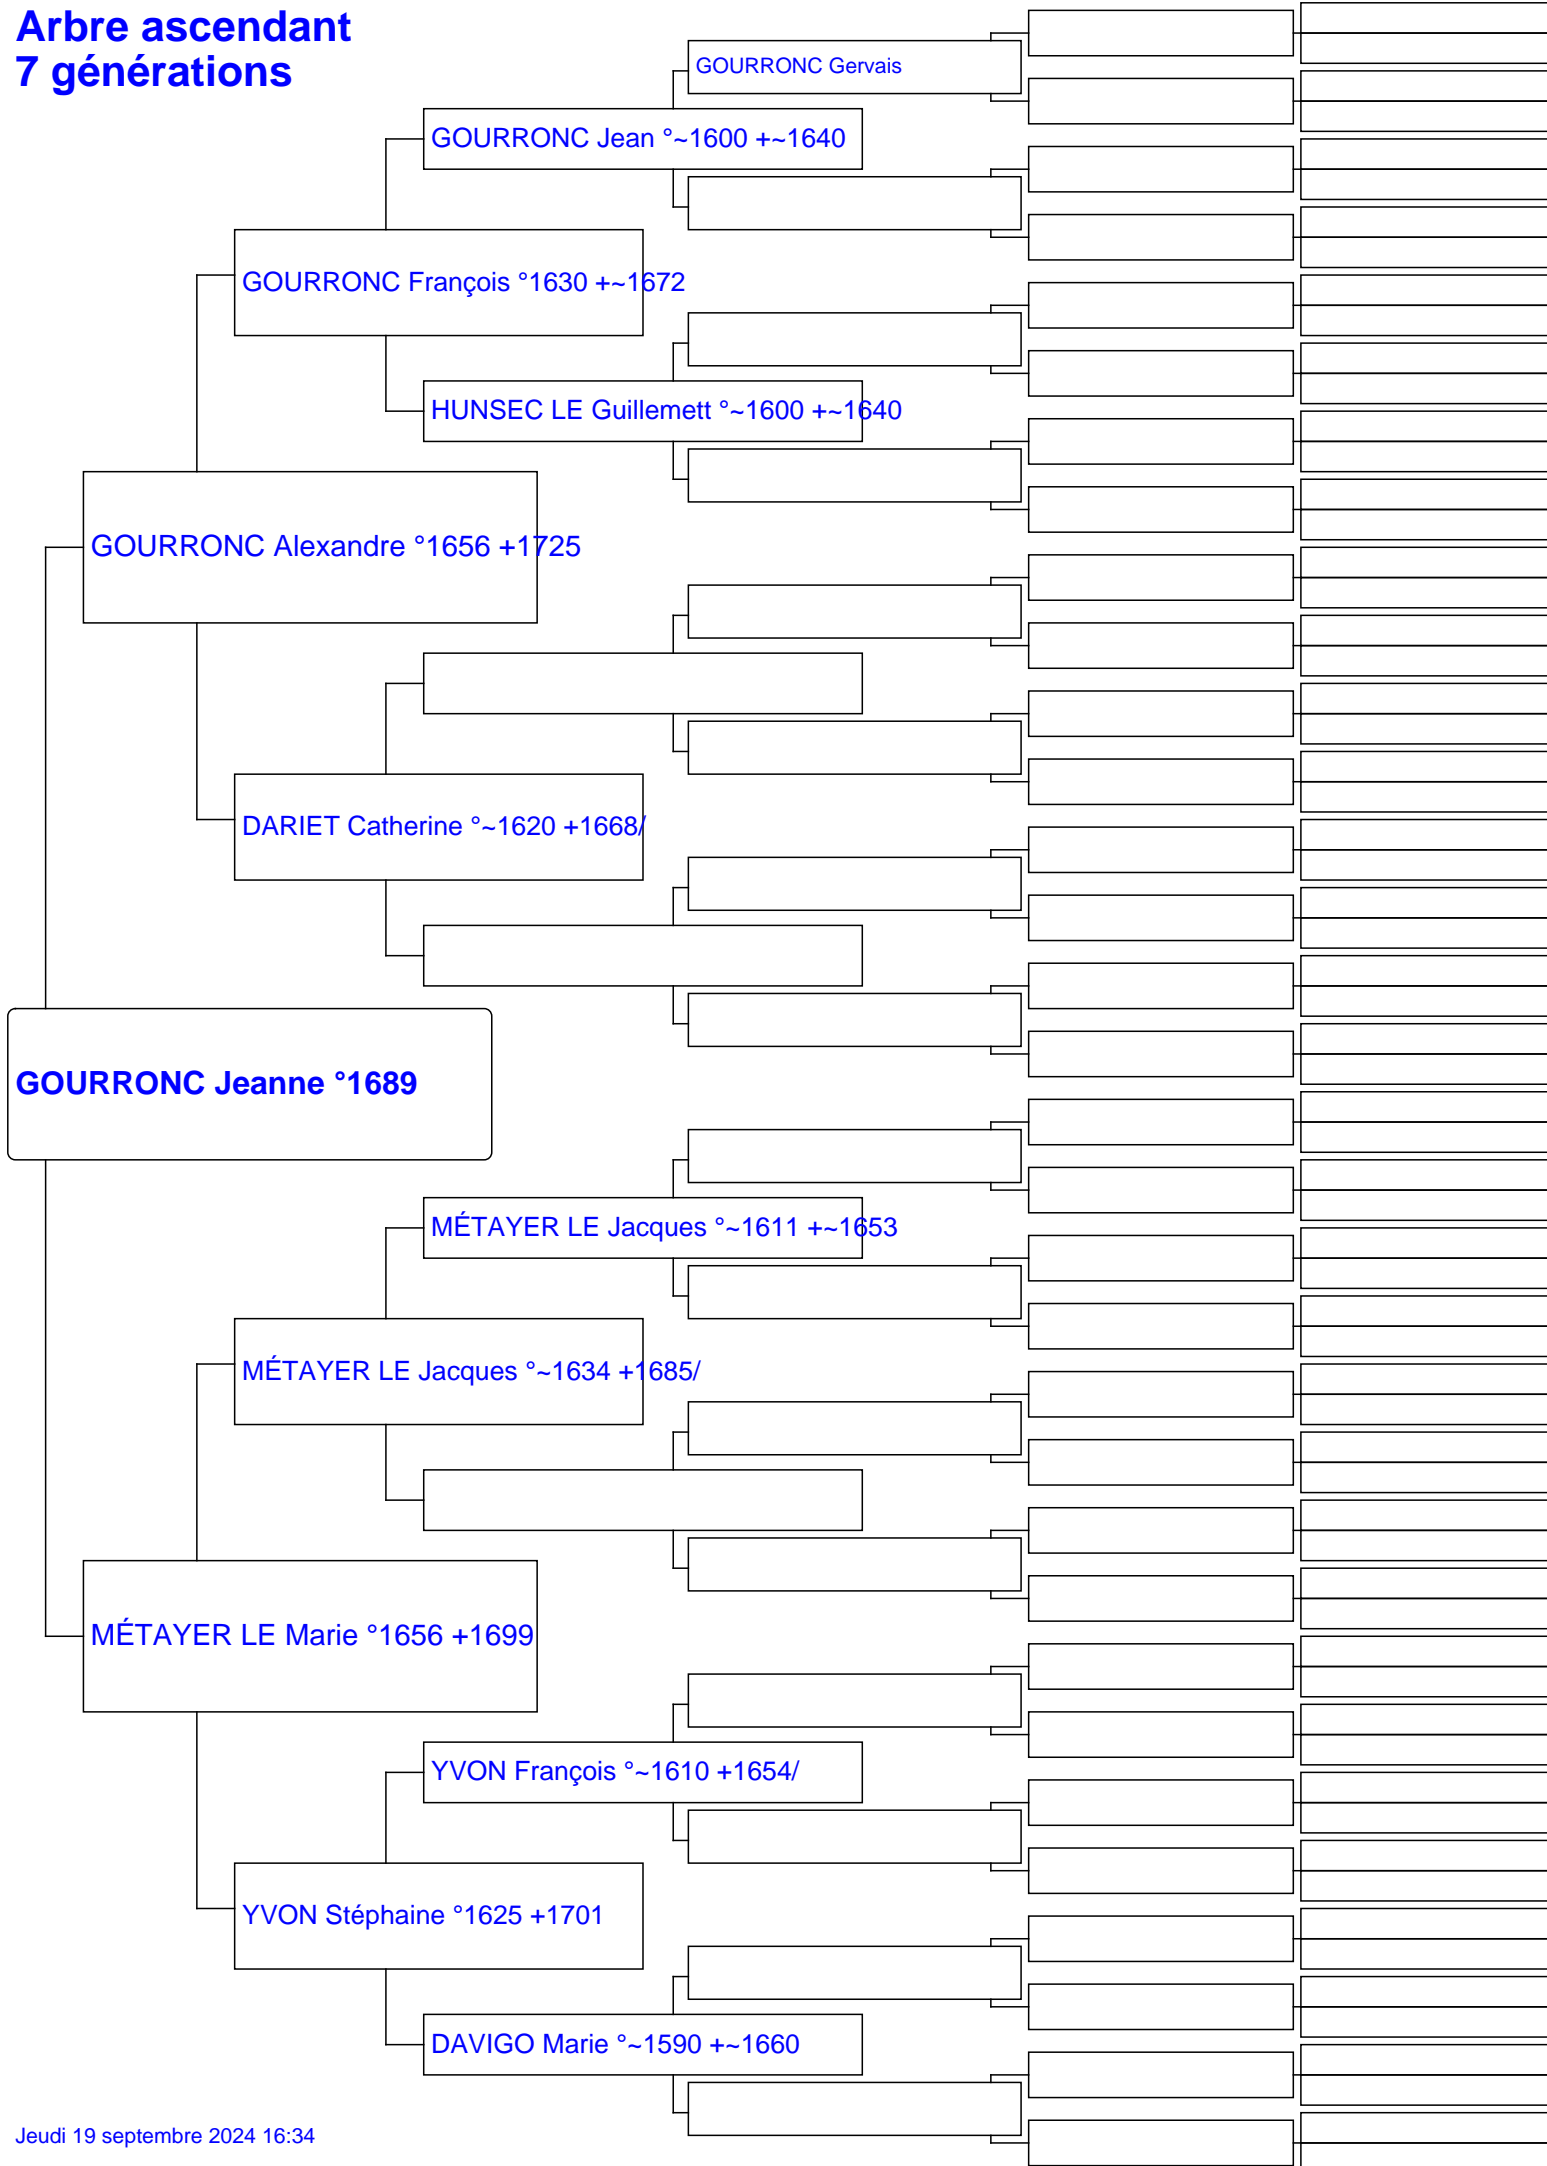 Arbre ascendant
7 générations
GOURRONC Gervais
GOURRONC Jean °~1600 +~1640
GOURRONC François °1630 +~1672
HUNSEC LE Guillemett °~1600 +~1640
GOURRONC Alexandre °1656 +1725
DARIET Catherine °~1620 +1668/
GOURRONC Jeanne °1689
MÉTAYER LE Jacques °~1611 +~1653
MÉTAYER LE Jacques °~1634 +1685/
MÉTAYER LE Marie °1656 +1699
YVON François °~1610 +1654/
YVON Stéphaine °1625 +1701
DAVIGO Marie °~1590 +~1660
Jeudi 19 septembre 2024 16:34